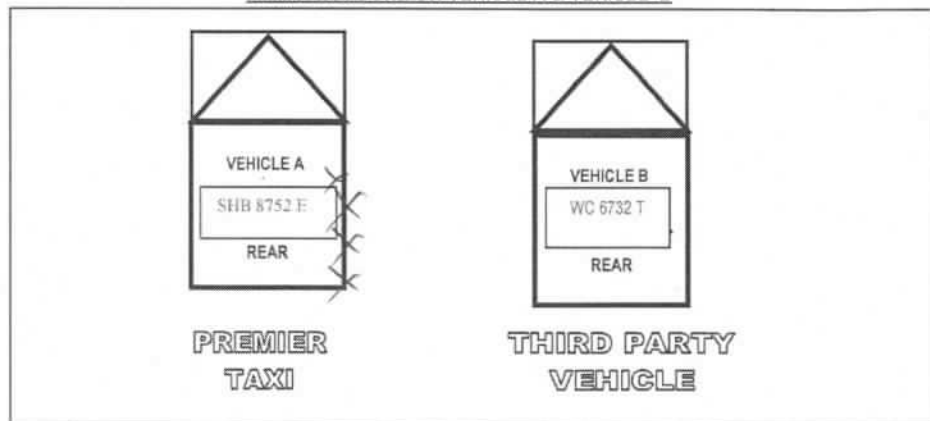 VEHICLE A
SHB 8752 E
REAR
PREMIER
TAXI
VEHICLE B
WC 6732 T
REAR
THIRD PARTY
VEHICLE